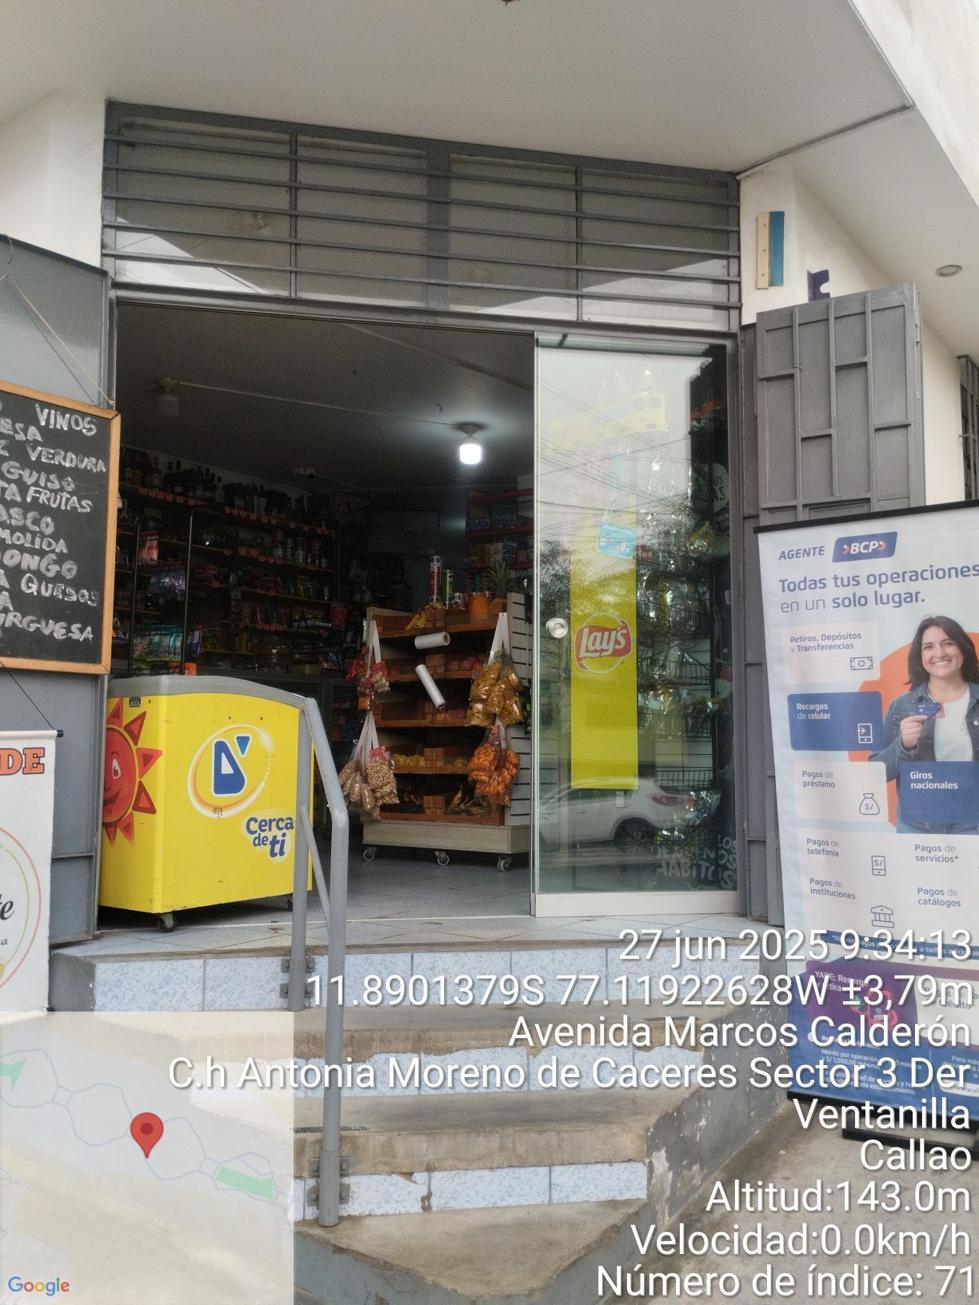 VINOS
ESA
VERDURA
GUISO
TA FRUTAS
ASCO
MOLIDA
ONGO
A QUESOS
A
URGUESA
DE
te
D
Cerca
de ti
Lay's
AGENTE BCP
Todas tus operaciones
en un solo lugar.
Retiros, Depósitos
y Transferencias
Recargas
de celular
Pagos de
préstamo
Giros
nacionales
Pagos de
telefonía
S/
Pagos de
servicios*
Pagos de
instituciones
Pagos de
catálogos
27 jun 2025 9:34:13
11.8901379S 77.11922628W ±3,79m
Avenida Marcos Calderón
C.h Antonia Moreno de Caceres Sector 3 Der
Ventanilla
Callao
Altitud:143.0m
Velocidad:0.0km/h
Número de índice: 71
Google